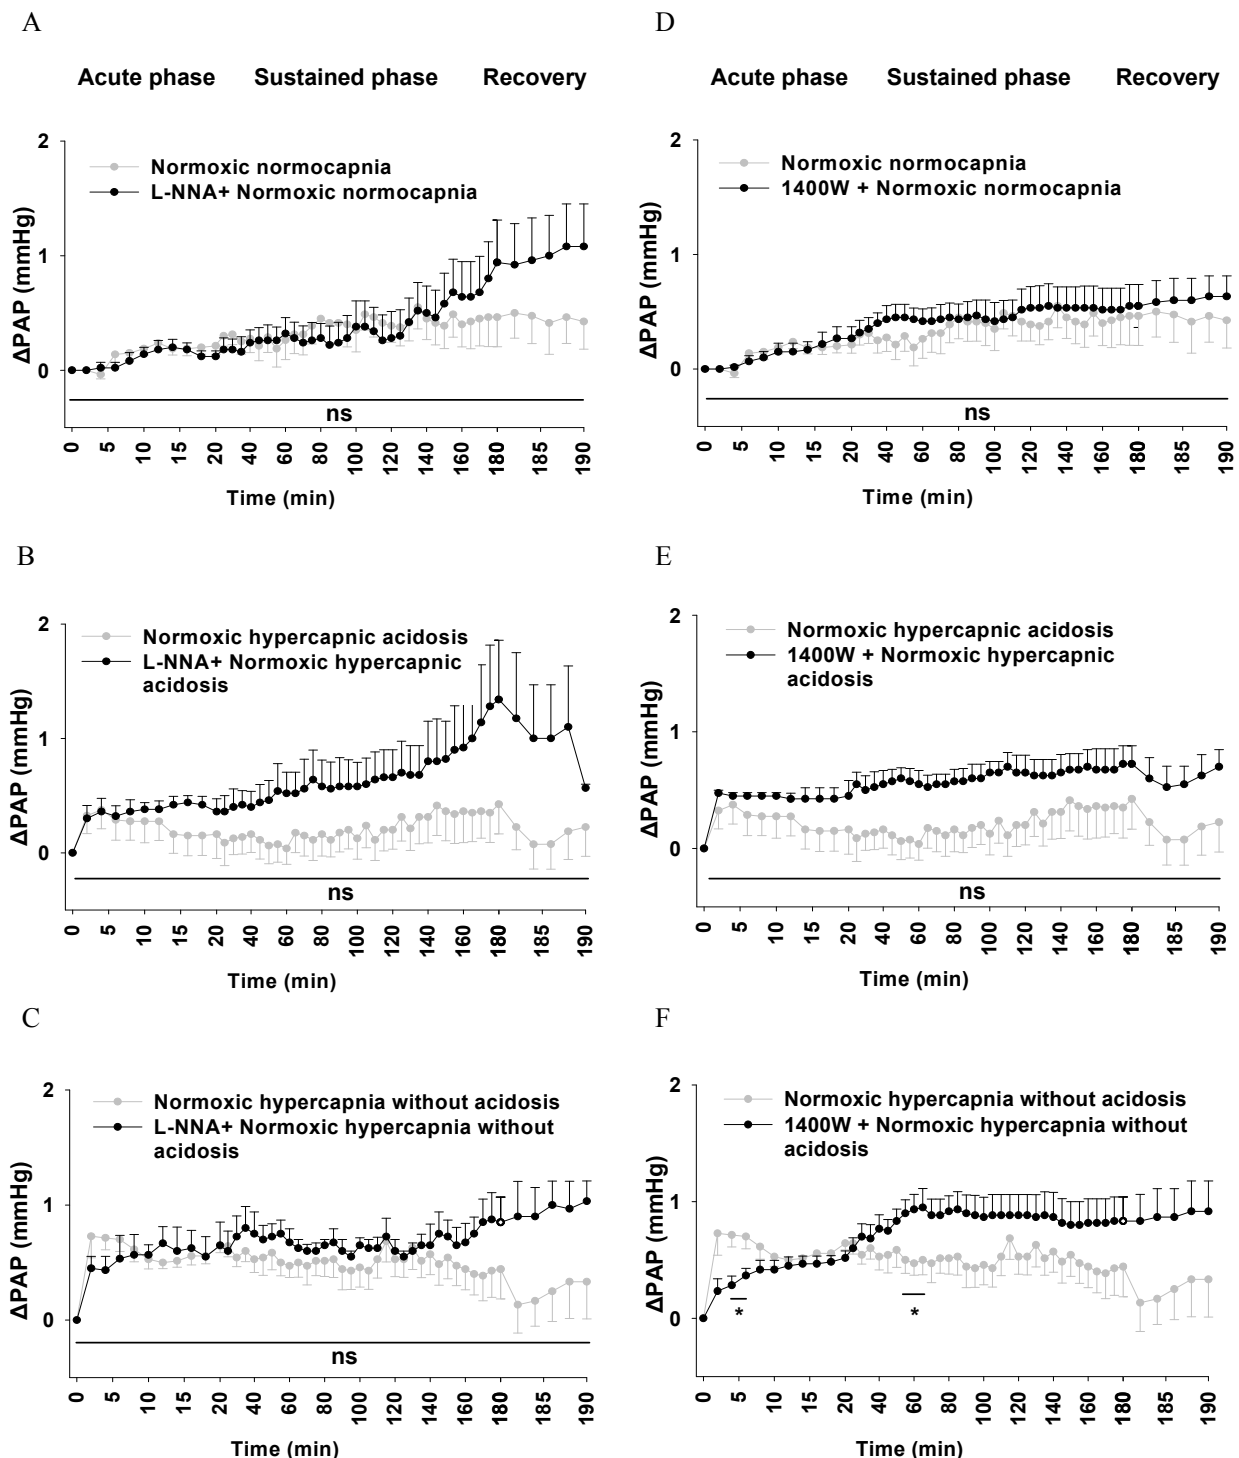 A
Acute phase Sustained phase Recovery
2
1
0
ΔPAP (mmHg)
Normoxic normocapnia
L-NNA+ Normoxic normocapnia
ns
0 5 10 15 20 40 60 80 100 120 140 160 180 185 190
Time (min)
B
2
1
0
ΔPAP (mmHg)
Normoxic hypercapnic acidosis
L-NNA+ Normoxic hypercapnic
acidosis
ns
0 5 10 15 20 40 60 80 100 120 140 160 180 185 190
Time (min)
C
2
1
0
ΔPAP (mmHg)
Normoxic hypercapnia without acidosis
L-NNA+ Normoxic hypercapnia without
acidosis
ns
0 5 10 15 20 40 60 80 100 120 140 160 180 185 190
Time (min)
D
Acute phase Sustained phase Recovery
2
1
0
ΔPAP (mmHg)
Normoxic normocapnia
1400W + Normoxic normocapnia
ns
0 5 10 15 20 40 60 80 100 120 140 160 180 185 190
Time (min)
E
2
1
0
ΔPAP (mmHg)
Normoxic hypercapnic acidosis
1400W + Normoxic hypercapnic
acidosis
ns
0 5 10 15 20 40 60 80 100 120 140 160 180 185 190
Time (min)
F
2
1
0
ΔPAP (mmHg)
Normoxic hypercapnia without acidosis
1400W + Normoxic hypercapnia without
acidosis
* *
0 5 10 15 20 40 60 80 100 120 140 160 180 185 190
Time (min)